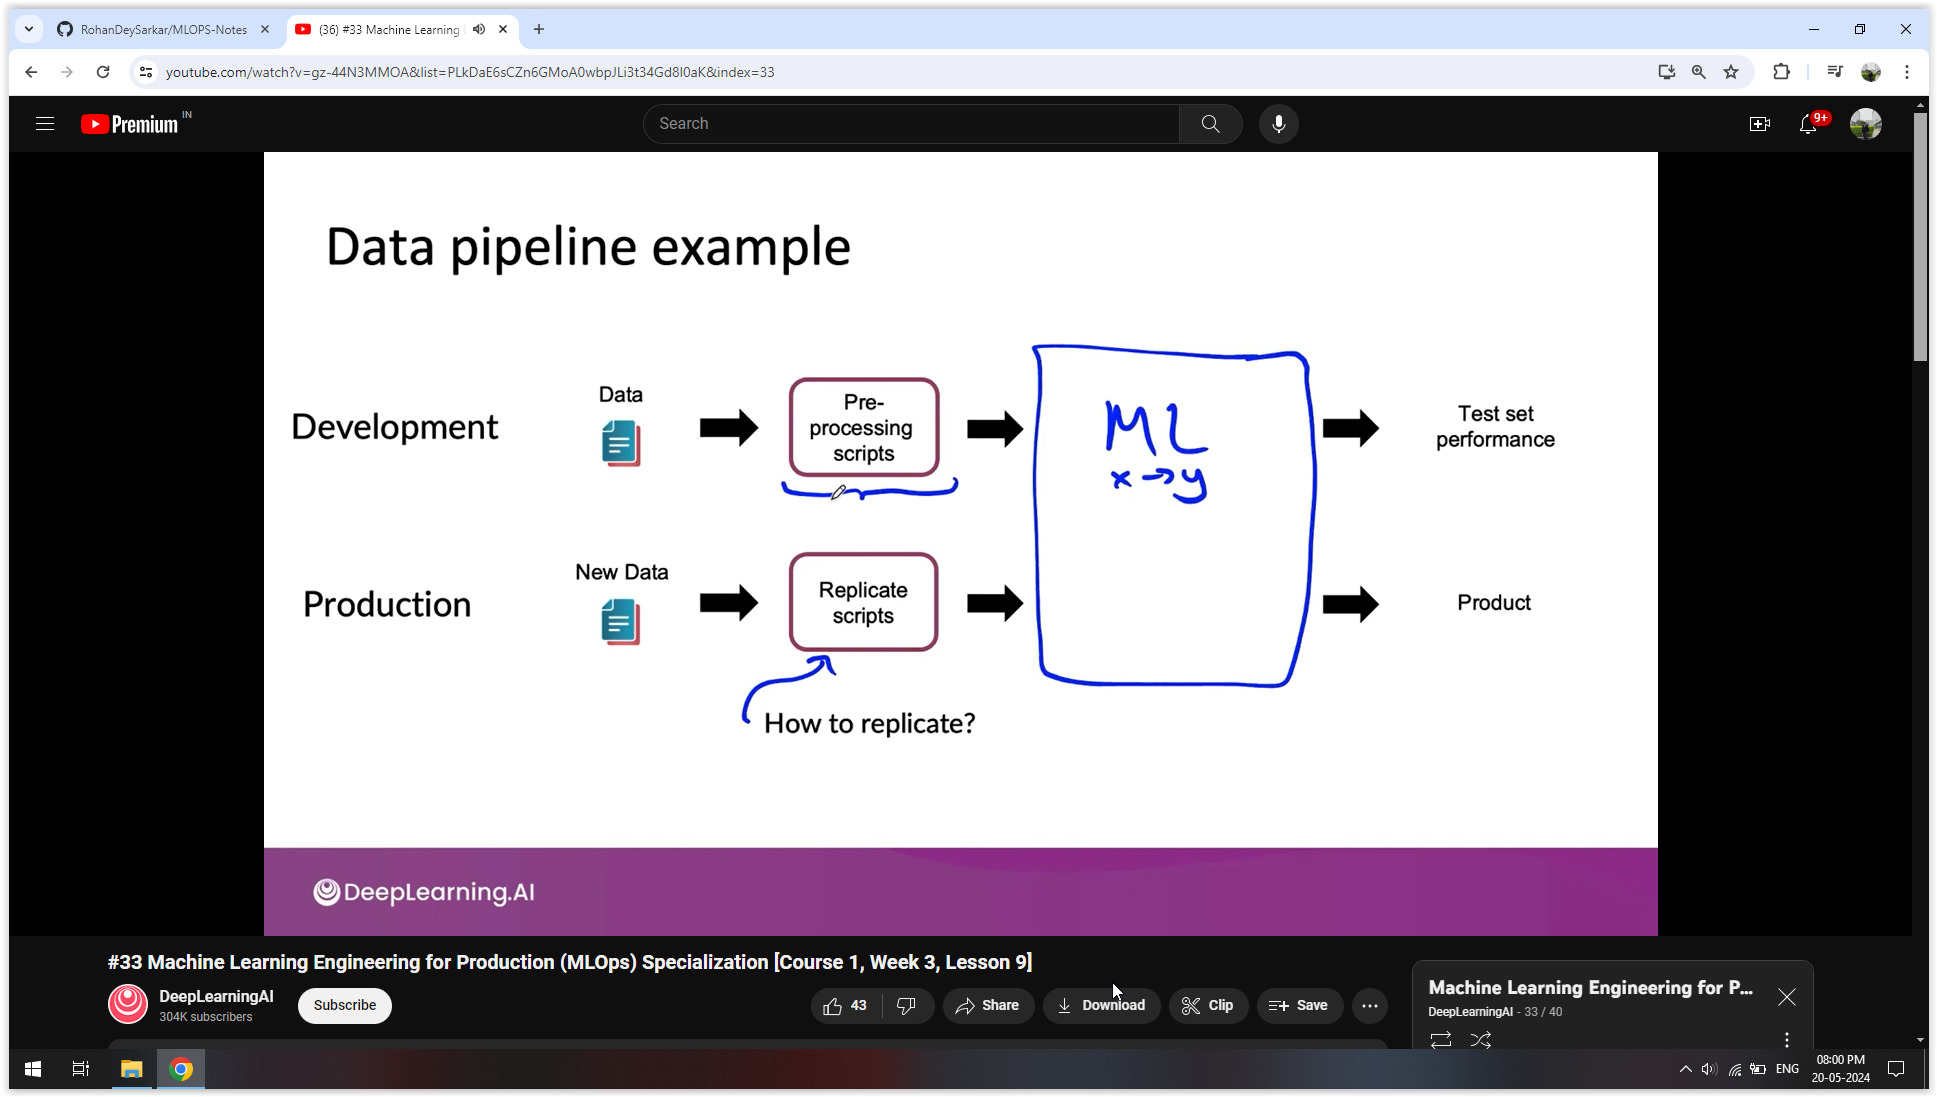 RohanDeySarkar/MLOPS-Notes
(36) #33 Machine Learning
youtube.com/watch?v=gz-44N3MMOA&list=PLkDaE6sCZn6GMoA0wbpJLi3t34Gd8l0aK&index=33
Premium IN
Search
9+
Data pipeline example
Development
Data
Pre-
processing
scripts
ML
x → y
Test set
performance
Production
New Data
Replicate
scripts
Product
How to replicate?
DeepLearning.AI
#33 Machine Learning Engineering for Production (MLOps) Specialization [Course 1, Week 3, Lesson 9]
DeepLearningAI
304K subscribers
Subscribe
43
Share
Download
Clip
Save
Machine Learning Engineering for P...
DeepLearningAI - 33 / 40
ENG
08:00 PM
20-05-2024